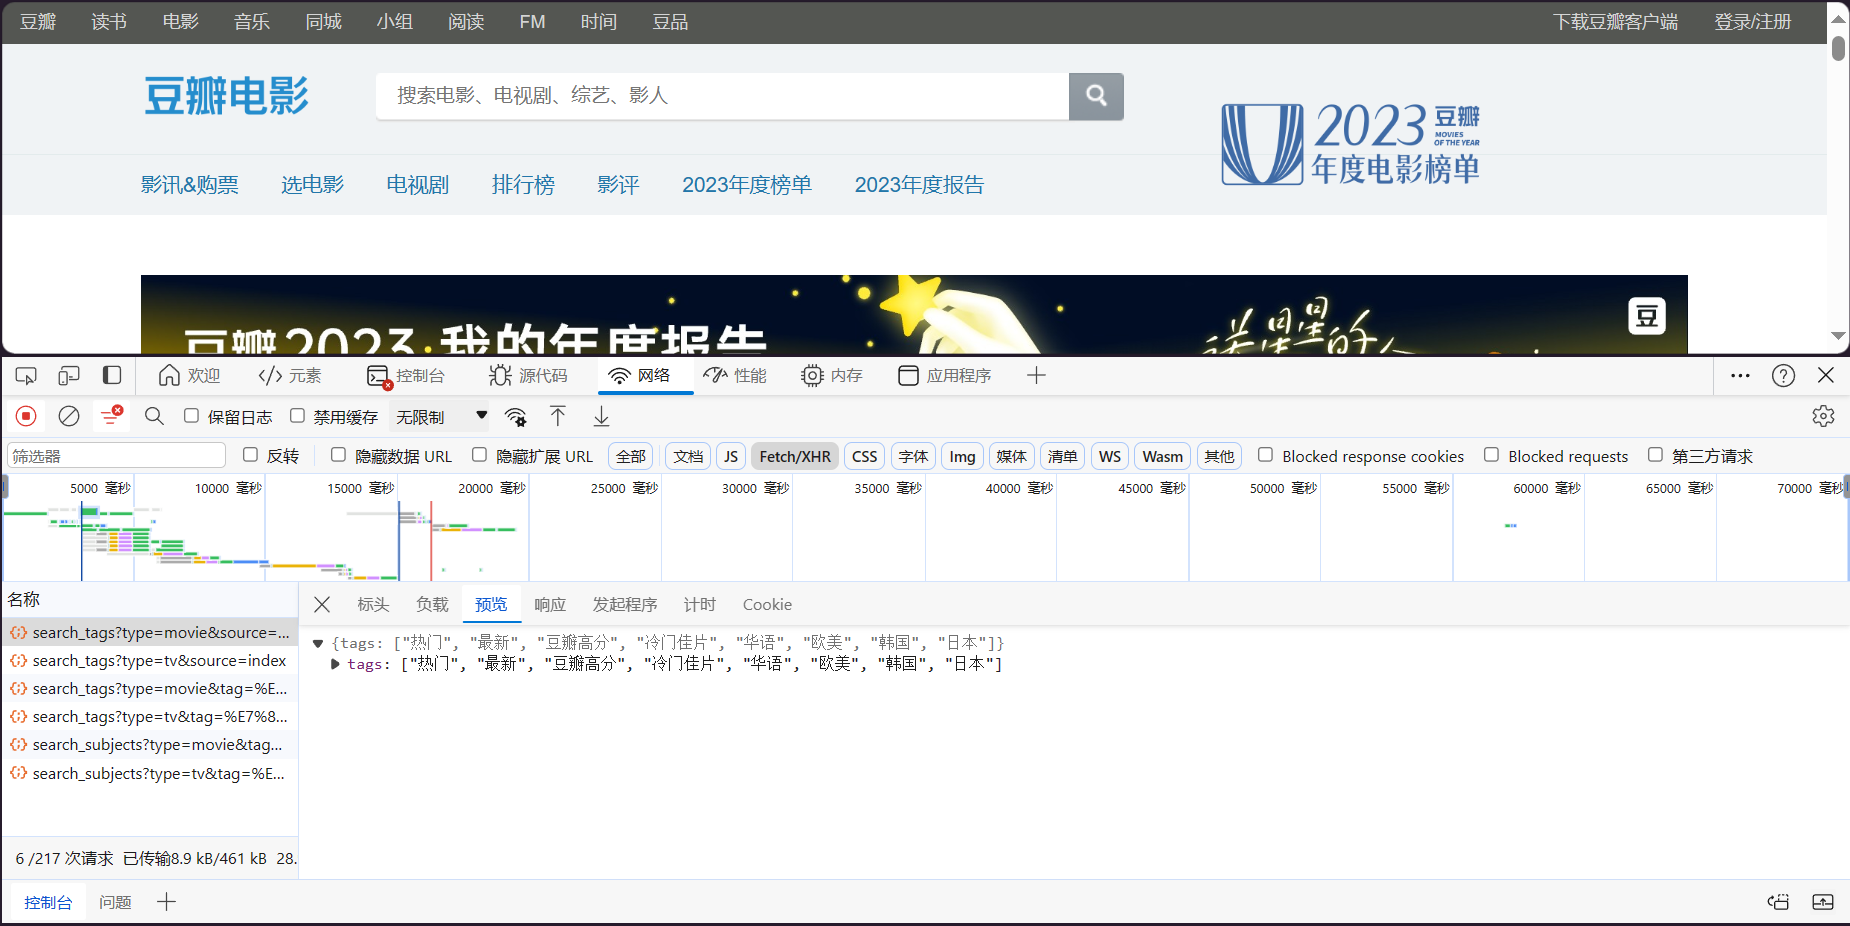 豆瓣 读书 电影 音乐 同城 小组 阅读 FM 时间 豆品 下载豆瓣客户端 登录/注册
豆瓣电影 搜索电影、电视剧、综艺、影人
2023 豆瓣
MOVIES
OF THE YEAR
年度电影榜单
影讯&购票 选电影 电视剧 排行榜 影评 2023年度榜单 2023年度报告
豆瓣2023·我的年度报告
豆
欢迎 元素 控制台 源代码 网络 性能 内存 应用程序
保留日志 禁用缓存 无限制
筛选器 反转 隐藏数据 URL 隐藏扩展 URL 全部 文档 JS Fetch/XHR CSS 字体 Img 媒体 清单 WS Wasm 其他 Blocked response cookies Blocked requests 第三方请求
5000 毫秒 10000 毫秒 15000 毫秒 20000 毫秒 25000 毫秒 30000 毫秒 35000 毫秒 40000 毫秒 45000 毫秒 50000 毫秒 55000 毫秒 60000 毫秒 65000 毫秒 70000 毫秒
名称
search_tags?type=movie&source=...
search_tags?type=tv&source=index
search_tags?type=movie&tag=%E...
search_tags?type=tv&tag=%E7%8...
search_subjects?type=movie&tag...
search_subjects?type=tv&tag=%E...
标头 负载 预览 响应 发起程序 计时 Cookie
{tags: ["热门", "最新", "豆瓣高分", "冷门佳片", "华语", "欧美", "韩国", "日本"]}
tags: ["热门", "最新", "豆瓣高分", "冷门佳片", "华语", "欧美", "韩国", "日本"]
6 /217 次请求 已传输8.9 kB/461 kB 28.
控制台 问题